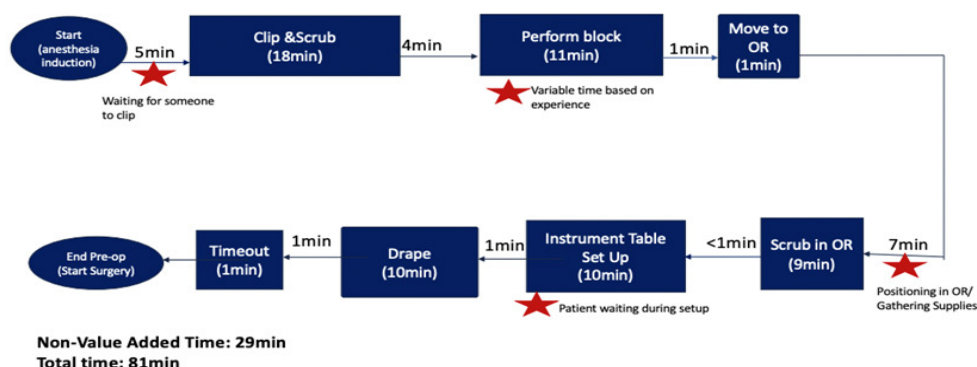 Start
(anesthesia
induction)
5min
Waiting for someone
to clip
Clip &Scrub
(18min)
4min
Perform block
(11min)
Variable time based on
experience
1min
Move to
OR
(1min)
7min
Positioning in OR/
Gathering Supplies
Scrub in OR
(9min)
<1min
Instrument Table
Set Up
(10min)
Patient waiting during setup
1min
Drape
(10min)
1min
Timeout
(1min)
End Pre-op
(Start Surgery)
Non-Value Added Time: 29min
Total time: 81min